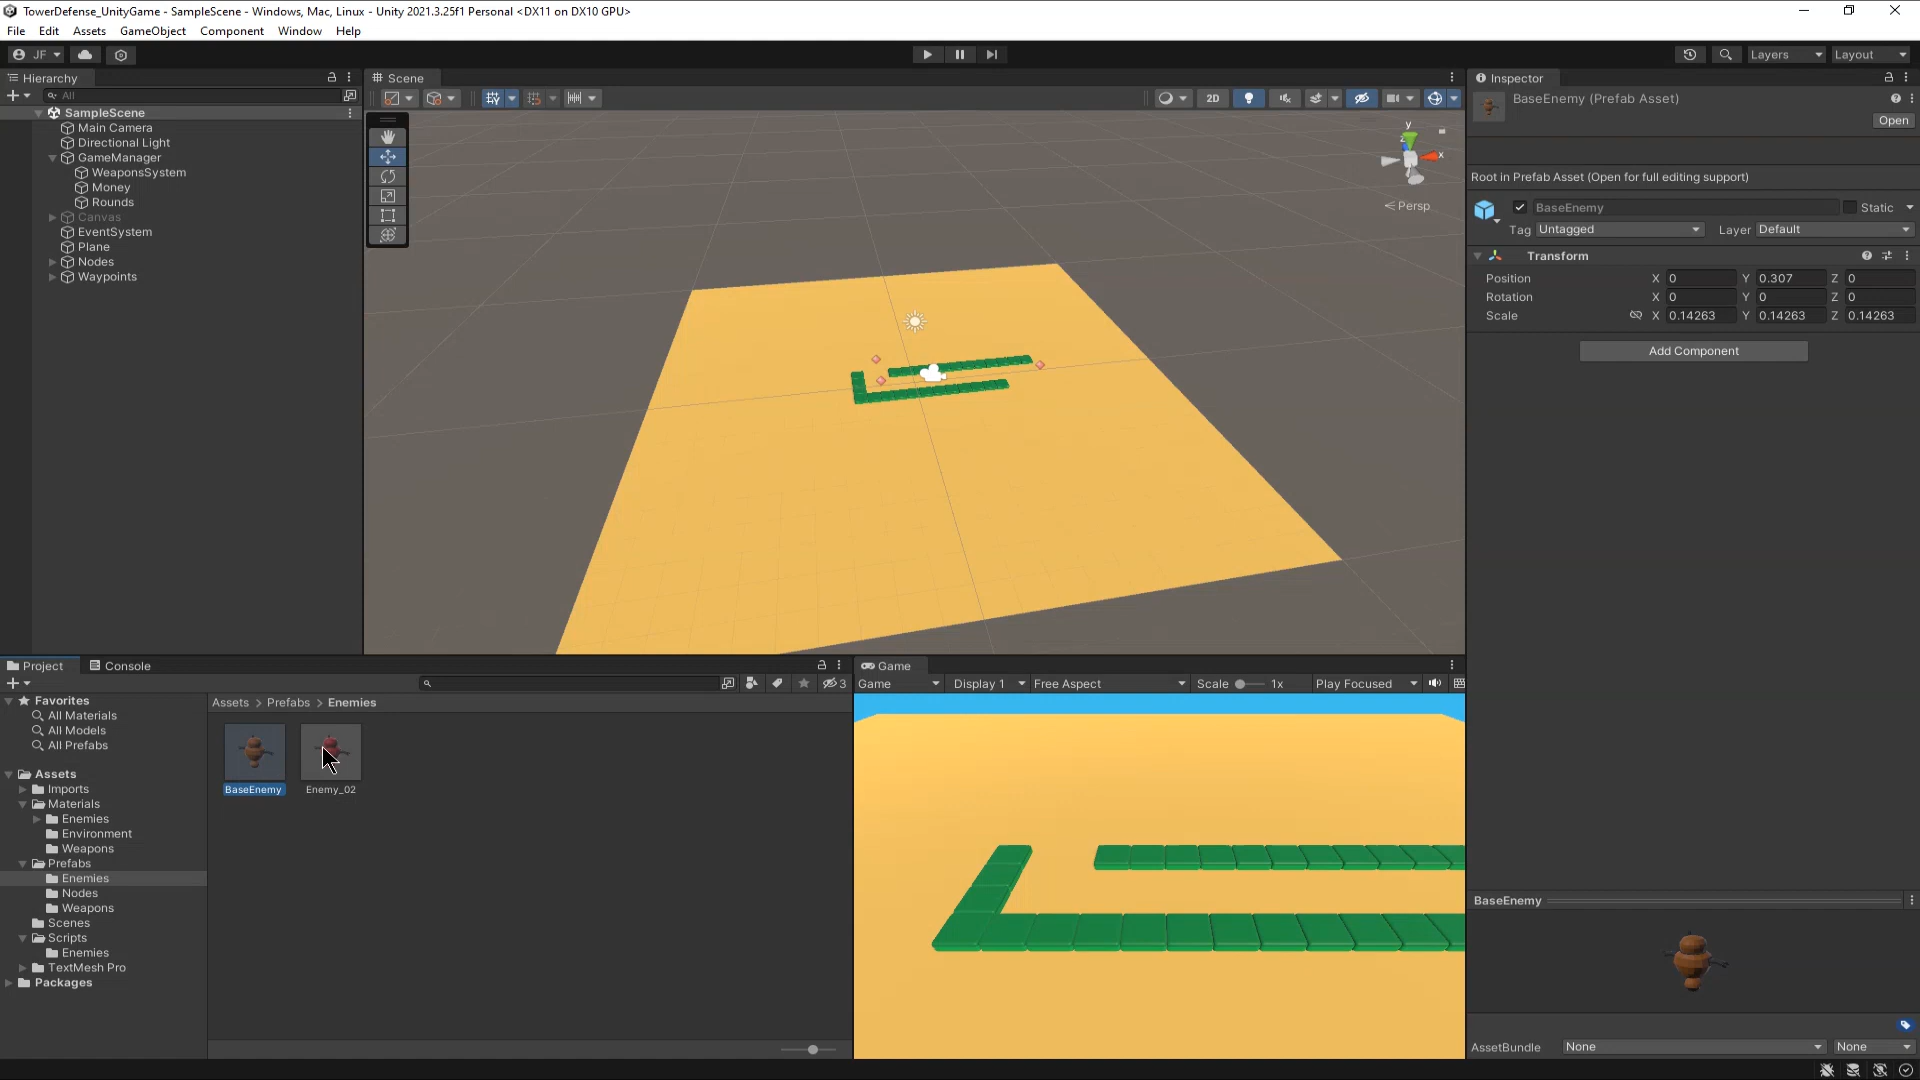 TowerDefense_UnityGame - SampleScene - Windows, Mac, Linux - Unity 2021.3.25f1 Personal <DX11 on DX10 GPU>
File Edit Assets GameObject Component Window Help
JF Layers Layout
Hierarchy
All
SampleScene
Main Camera
Directional Light
GameManager
WeaponsSystem
Money
Rounds
Canvas
EventSystem
Plane
Nodes
Waypoints
Scene
2D
y
x
Persp
Inspector
BaseEnemy (Prefab Asset)
Open
Root in Prefab Asset (Open for full editing support)
BaseEnemy Static
Tag Untagged Layer Default
Transform
Position X 0 Y 0.307 Z 0
Rotation X 0 Y 0 Z 0
Scale X 0.14263 Y 0.14263 Z 0.14263
Add Component
Project Console
3
Favorites
All Materials
All Models
All Prefabs
Assets
Imports
Materials
Enemies
Environment
Weapons
Prefabs
Enemies
Nodes
Weapons
Scenes
Scripts
Enemies
TextMesh Pro
Packages
Assets > Prefabs > Enemies
BaseEnemy Enemy_02
Game
Game Display 1 Free Aspect Scale 1x Play Focused
BaseEnemy
AssetBundle None None